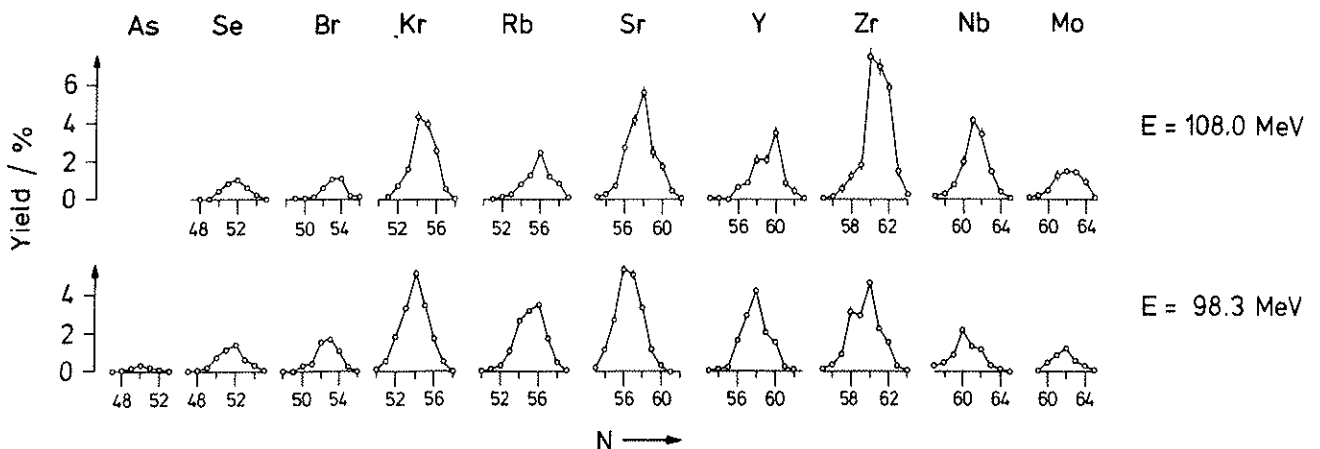 As Se Br Kr Rb Sr Y Zr Nb Mo
Yield / %
6
4
2
0
E = 108.0 MeV
48 52 50 54 52 56 52 56 56 60 56 60 58 62 60 64 60 64
4
2
0
E = 98.3 MeV
48 52 48 52 50 54 52 56 52 56 56 60 56 60 58 62 60 64 60 64
N